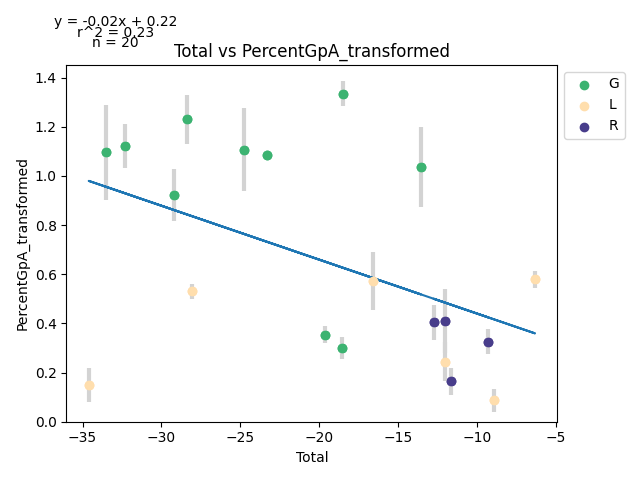 y = -0.02x + 0.22
r^2 = 0.23
n = 20
Total vs PercentGpA_transformed
G
L
R
PercentGpA_transformed
1.4
1.2
1.0
0.8
0.6
0.4
0.2
0.0
−35 −30 −25 −20 −15 −10 −5
Total